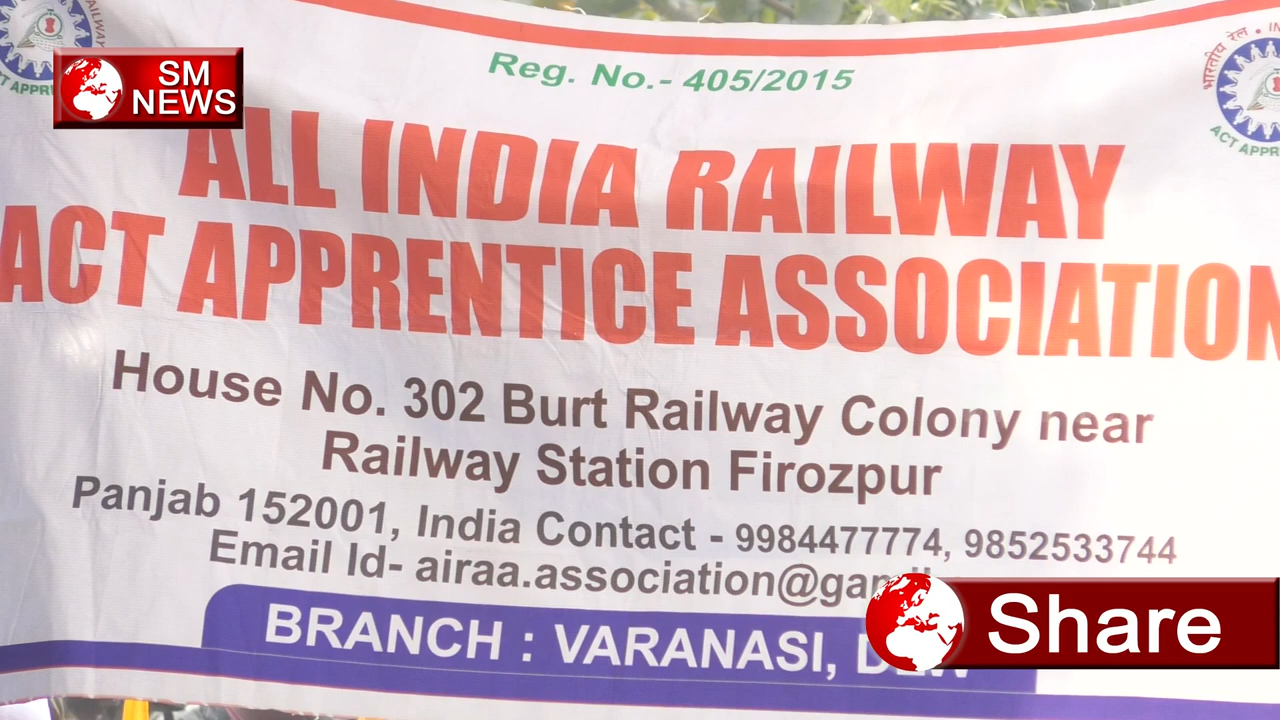 SM
NEWS
Reg. No.- 405/2015
भारतीय रेल
ALL INDIA RAILWAY
ACT APPRENTICE ASSOCIATION
House No. 302 Burt Railway Colony near
Railway Station Firozpur
Panjab 152001, India Contact - 9984477774, 9852533744
Email Id- airaa.association@
BRANCH : VARANASI,
Share